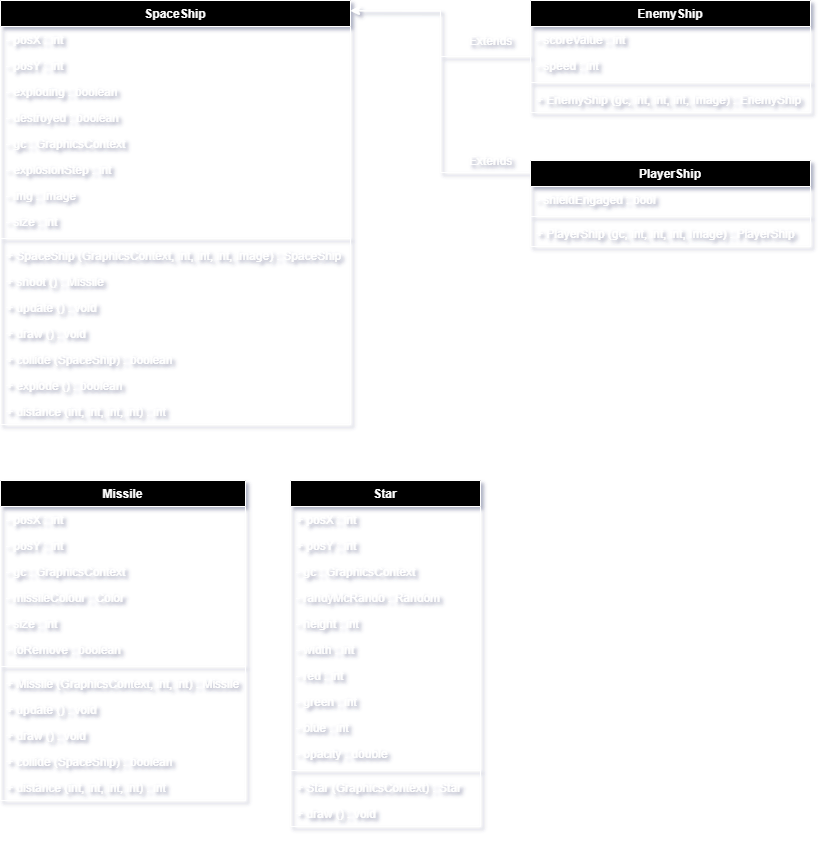 SpaceShip
- posX : int
- posY : int
- exploding : boolean
- destroyed : boolean
- gc : GraphicsContext
- explosionStep : int
- img : Image
- size : int
+ SpaceShip (GraphicsContext, int, int, int, Image) : SpaceShip
+ shoot () : Missile
+ update () : void
+ draw () : void
+ collide (SpaceShip) : boolean
+ explode () : boolean
+ distance (int, int, int, int) : int
Extends
Extends
EnemyShip
- scoreValue : int
- speed : int
+ EnemyShip (gc, int, int, int, Image) : EnemyShip
PlayerShip
- shieldEngaged : bool
+ PlayerShip (gc, int, int, int, Image) : PlayerShip
Missile
- posX : int
- posY : int
- gc : GraphicsContext
- missileColour : Color
- size : int
- toRemove : boolean
+ Missile (GraphicsContext, int, int) : Missile
+ update () : void
+ draw () : void
+ collide (SpaceShip) : boolean
+ distance (int, int, int, int) : int
Star
+ posX : int
+ posY : int
- gc : GraphicsContext
- randyMcRando : Random
- height : int
- width : int
- red : int
- green : int
- blue : int
- opacity : double
+ Star (GraphicsContext) : Star
+ draw () : void